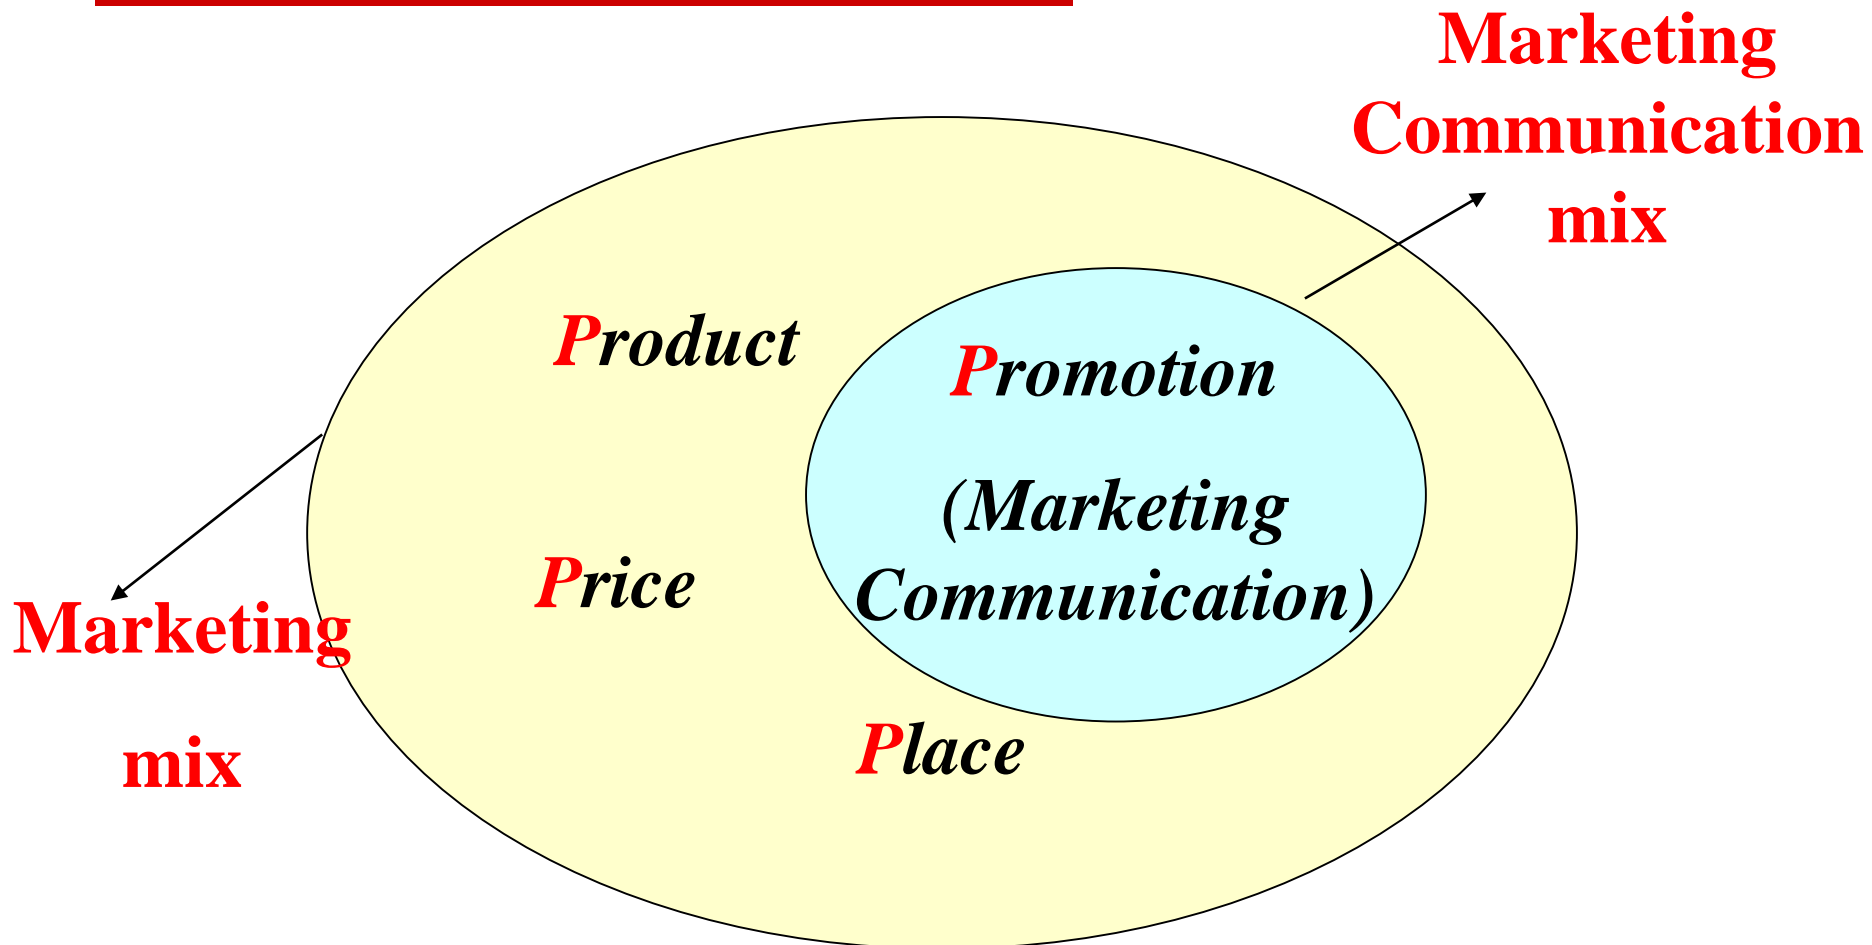 Marketing
Communication
mix
Product
Promotion
(Marketing
Communication)
Price
Marketing
mix
Place